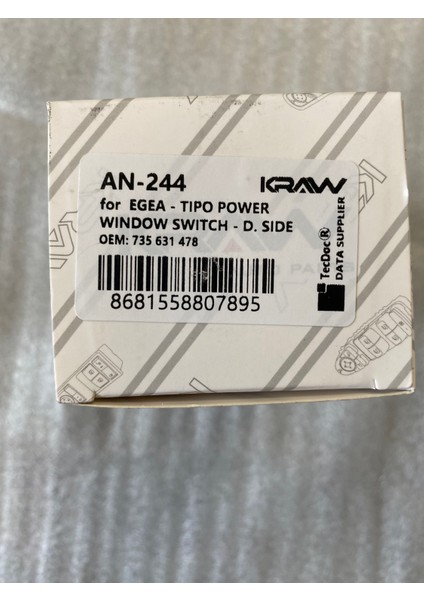 AN-244
KRAW
for EGEA - TIPO POWER
WINDOW SWITCH - D. SIDE
OEM: 735 631 478
8681558807895
TecDoc®
DATA SUPPLIER